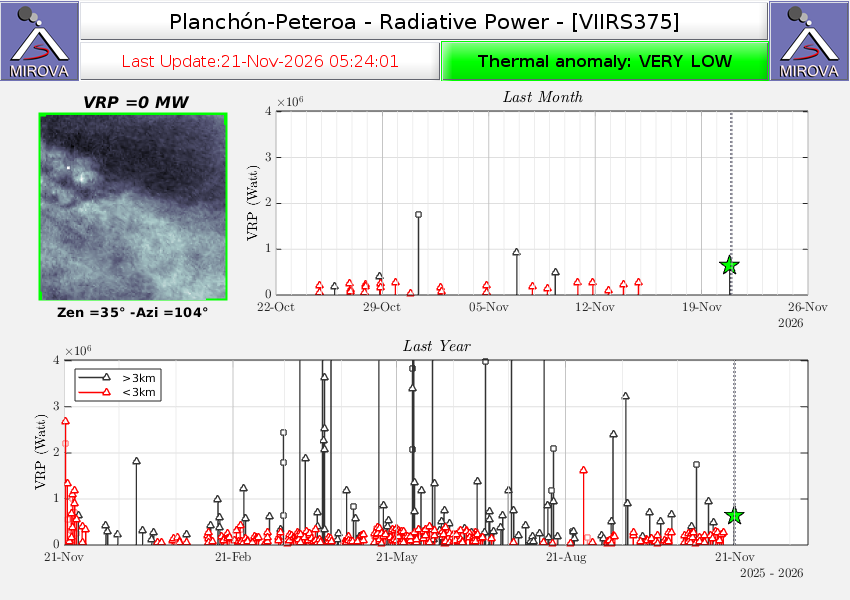 Planchón-Peteroa - Radiative Power - [VIIRS375]
MIROVA
Last Update:21-Nov-2026 05:24:01
Thermal anomaly: VERY LOW
MIROVA
VRP =0 MW
Zen =35° -Azi =104°
Last Month
×10^6
VRP (Watt)
4
3
2
1
0
22-Oct
29-Oct
05-Nov
12-Nov
19-Nov
26-Nov
2026
Last Year
×10^6
VRP (Watt)
4
3
2
1
0
>3km
<3km
21-Nov
21-Feb
21-May
21-Aug
21-Nov
2025 - 2026